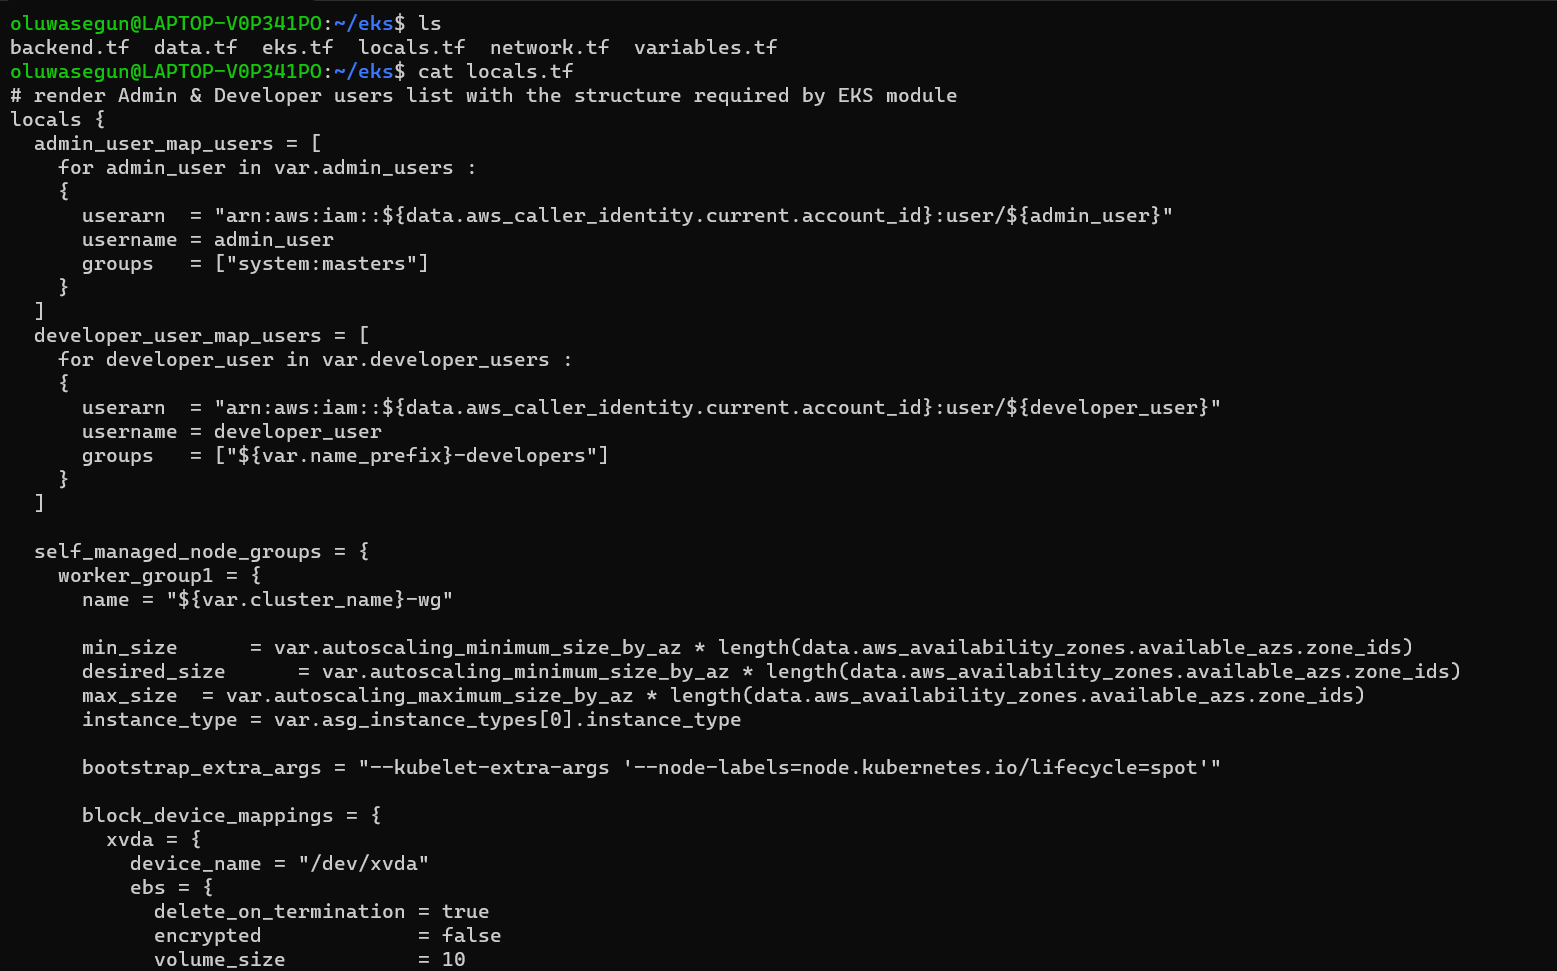 oluwasegun@LAPTOP-V0P341PO:~/eks$ ls
backend.tf  data.tf  eks.tf  locals.tf  network.tf  variables.tf
oluwasegun@LAPTOP-V0P341PO:~/eks$ cat locals.tf
# render Admin & Developer users list with the structure required by EKS module
locals {
  admin_user_map_users = [
    for admin_user in var.admin_users :
    {
      userarn  = "arn:aws:iam::${data.aws_caller_identity.current.account_id}:user/${admin_user}"
      username = admin_user
      groups   = ["system:masters"]
    }
  ]
  developer_user_map_users = [
    for developer_user in var.developer_users :
    {
      userarn  = "arn:aws:iam::${data.aws_caller_identity.current.account_id}:user/${developer_user}"
      username = developer_user
      groups   = ["${var.name_prefix}-developers"]
    }
  ]

  self_managed_node_groups = {
    worker_group1 = {
      name = "${var.cluster_name}-wg"

      min_size      = var.autoscaling_minimum_size_by_az * length(data.aws_availability_zones.available_azs.zone_ids)
      desired_size      = var.autoscaling_minimum_size_by_az * length(data.aws_availability_zones.available_azs.zone_ids)
      max_size  = var.autoscaling_maximum_size_by_az * length(data.aws_availability_zones.available_azs.zone_ids)
      instance_type = var.asg_instance_types[0].instance_type

      bootstrap_extra_args = "--kubelet-extra-args '--node-labels=node.kubernetes.io/lifecycle=spot'"

      block_device_mappings = {
        xvda = {
          device_name = "/dev/xvda"
          ebs = {
            delete_on_termination = true
            encrypted             = false
            volume_size           = 10